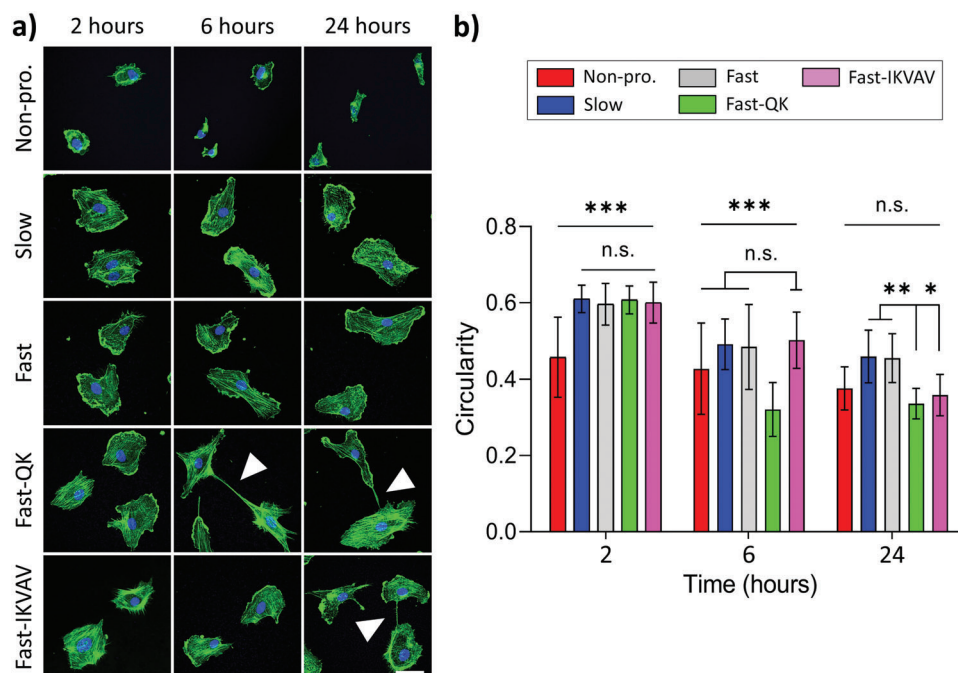 a)
2 hours 6 hours 24 hours
Non-pro.
Slow
Fast
Fast-QK
Fast-IKVAV
b)
Non-pro. Fast Fast-IKVAV
Slow Fast-QK
*** *** n.s.
n.s. n.s. ** *
0.8
0.6
0.4
0.2
0.0
Circularity
2 6 24
Time (hours)